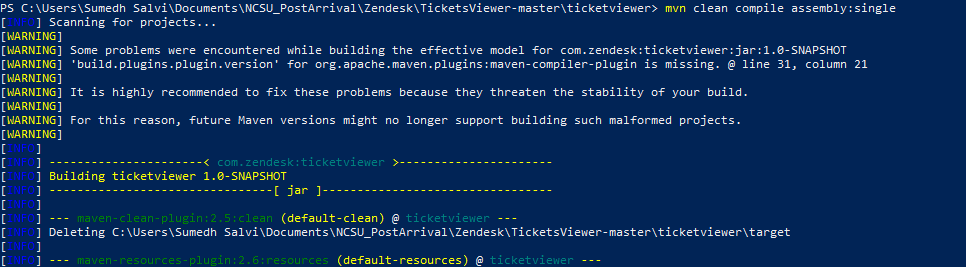 PS C:\Users\Sumedh Salvi\Documents\NCSU_PostArrival\Zendesk\TicketsViewer-master\ticketviewer> mvn clean compile assembly:single
[INFO] Scanning for projects...
[WARNING]
[WARNING] Some problems were encountered while building the effective model for com.zendesk:ticketviewer:jar:1.0-SNAPSHOT
[WARNING] 'build.plugins.plugin.version' for org.apache.maven.plugins:maven-compiler-plugin is missing. @ line 31, column 21
[WARNING]
[WARNING] It is highly recommended to fix these problems because they threaten the stability of your build.
[WARNING]
[WARNING] For this reason, future Maven versions might no longer support building such malformed projects.
[WARNING]
[INFO]
[INFO] ----------------------< com.zendesk:ticketviewer >----------------------
[INFO] Building ticketviewer 1.0-SNAPSHOT
[INFO] --------------------------------[ jar ]---------------------------------
[INFO]
[INFO] --- maven-clean-plugin:2.5:clean (default-clean) @ ticketviewer ---
[INFO] Deleting C:\Users\Sumedh Salvi\Documents\NCSU_PostArrival\Zendesk\TicketsViewer-master\ticketviewer\target
[INFO]
[INFO] --- maven-resources-plugin:2.6:resources (default-resources) @ ticketviewer ---